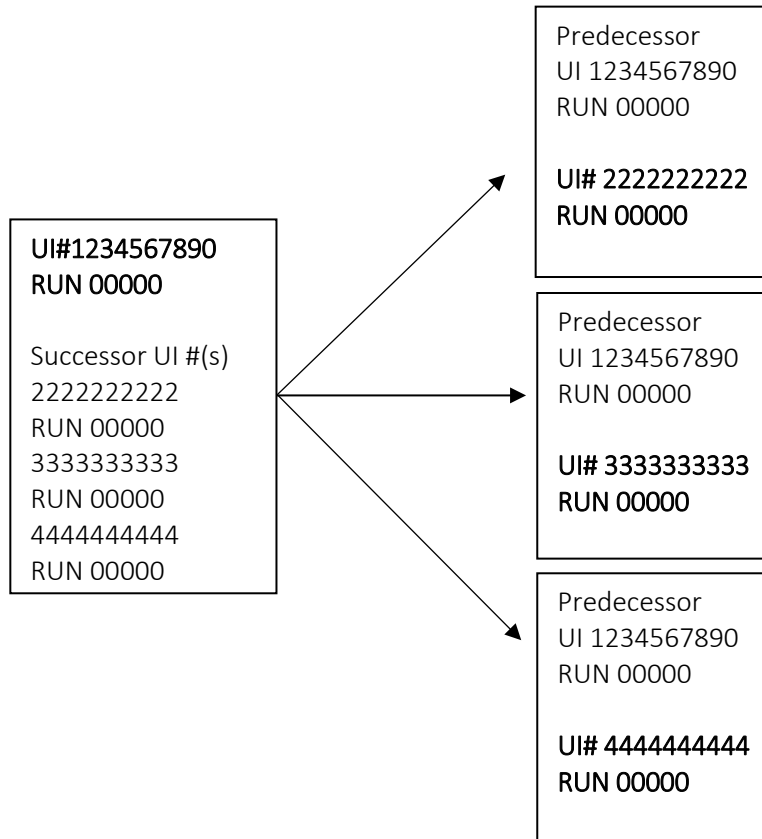 UI#1234567890
RUN 00000
Successor UI #(s)
2222222222
RUN 00000
3333333333
RUN 00000
4444444444
RUN 00000
Predecessor
UI 1234567890
RUN 00000
UI# 2222222222
RUN 00000
Predecessor
UI 1234567890
RUN 00000
UI# 3333333333
RUN 00000
Predecessor
UI 1234567890
RUN 00000
UI# 4444444444
RUN 00000